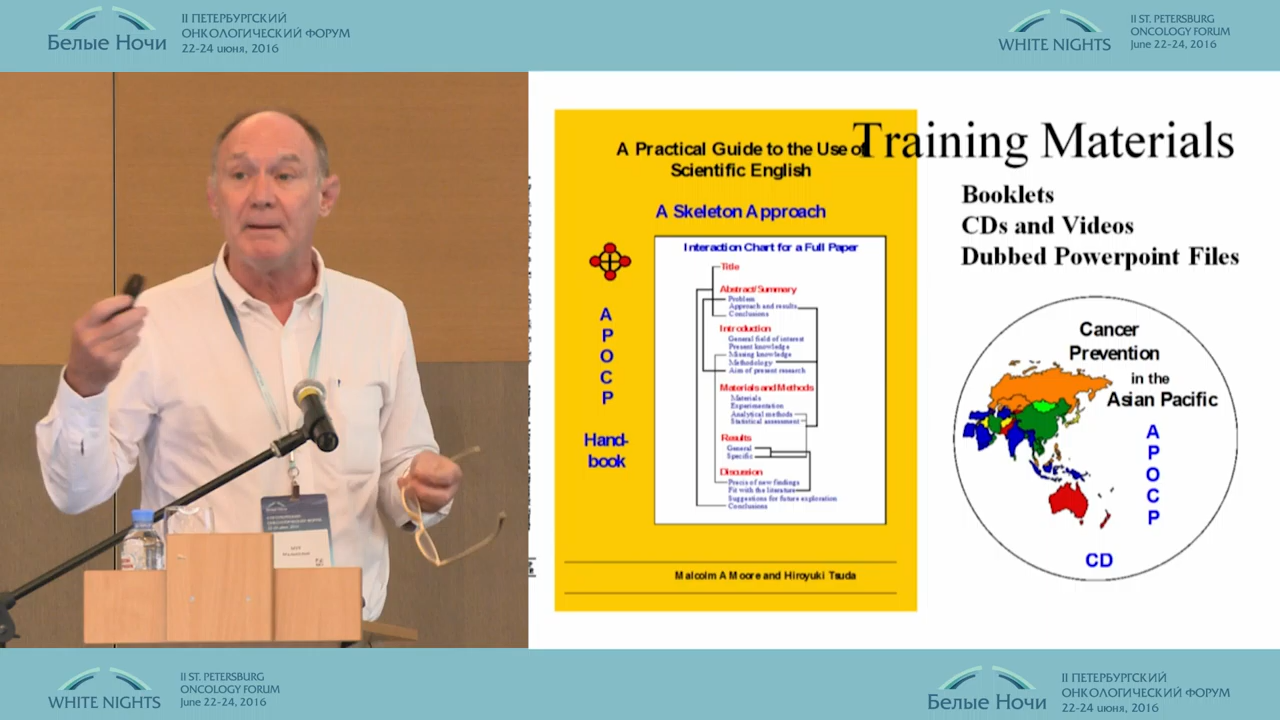 Белые Ночи
II ПЕТЕРБУРГСКИЙ
ОНКОЛОГИЧЕСКИЙ ФОРУМ
22-24 июня, 2016
WHITE NIGHTS
II ST. PETERSBURG
ONCOLOGY FORUM
June 22-24, 2016
A Practical Guide to the Use of
Scientific English
A Skeleton Approach
Interaction Chart for a Full Paper
Title
Abstract/Summary
Problem
Approach and results
Conclusions
Introduction
General field of interest
Present knowledge
Missing knowledge
Methodology
Aim of present research
Materials and Methods
Materials
Experimentation
Analytical methods
Statistical assessment
Results
General
Specific
Discussion
Precis of new findings
Fit with the literature
Suggestions for future exploration
Conclusions
A
P
O
C
P
Hand-
book
Malcolm A Moore and Hiroyuki Tsuda
Training Materials
Booklets
CDs and Videos
Dubbed Powerpoint Files
Cancer
Prevention
in the
Asian Pacific
A
P
O
C
P
CD
WHITE NIGHTS
II ST. PETERSBURG
ONCOLOGY FORUM
June 22-24, 2016
Белые Ночи
II ПЕТЕРБУРГСКИЙ
ОНКОЛОГИЧЕСКИЙ ФОРУМ
22-24 июня, 2016